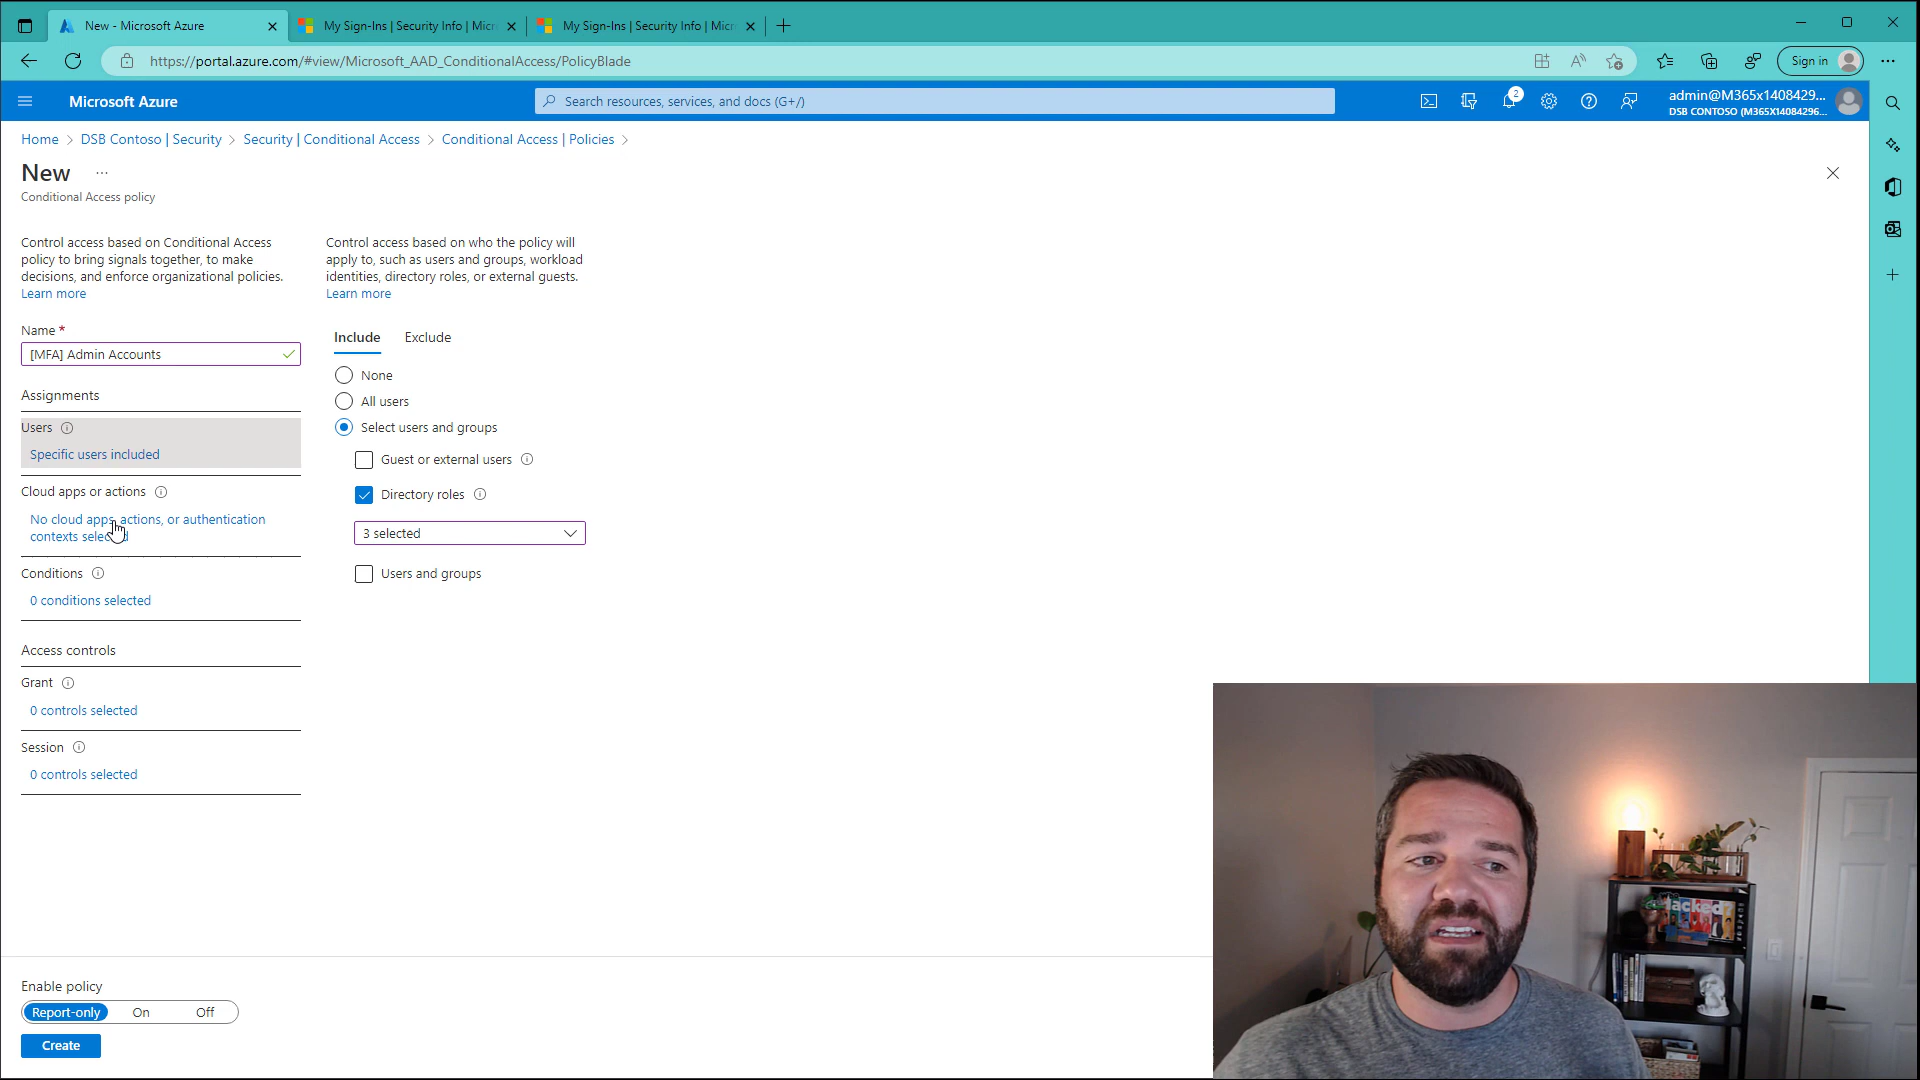 New - Microsoft Azure
My Sign-Ins | Security Info | Micr
My Sign-Ins | Security Info | Micr
https://portal.azure.com/#view/Microsoft_AAD_ConditionalAccess/PolicyBlade
Sign in
Microsoft Azure
Search resources, services, and docs (G+/)
2
admin@M365x1408429...
DSB CONTOSO (M365X14084296...
Home > DSB Contoso | Security > Security | Conditional Access > Conditional Access | Policies >
New ...
Conditional Access policy
Control access based on Conditional Access
policy to bring signals together, to make
decisions, and enforce organizational policies.
Learn more
Name *
[MFA] Admin Accounts
Assignments
Users
Specific users included
Cloud apps or actions
No cloud apps, actions, or authentication
contexts selected
Conditions
0 conditions selected
Access controls
Grant
0 controls selected
Session
0 controls selected
Control access based on who the policy will
apply to, such as users and groups, workload
identities, directory roles, or external guests.
Learn more
Include
Exclude
None
All users
Select users and groups
Guest or external users
Directory roles
3 selected
Users and groups
Enable policy
Report-only
On
Off
Create
Hacked